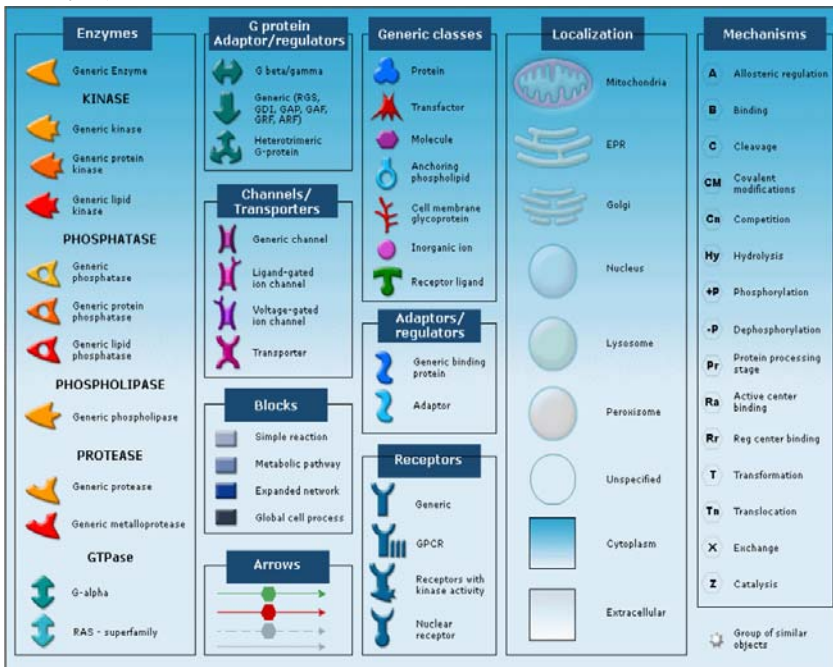 Enzymes
Generic Enzyme
KINASE
Generic kinase
Generic protein
kinase
Generic lipid
kinase
PHOSPHATASE
Generic
phosphatase
Generic protein
phosphatase
Generic lipid
phosphatase
PHOSPHOLIPASE
Generic phospholipase
PROTEASE
Generic protease
Generic metalloprotease
GTPase
G-alpha
RAS - superfamily
G protein
Adaptor/regulators
G beta/gamma
Generic (RGS,
GDI, GAP, GAF,
GRF, ARF)
Heterotrimeric
G-protein
Channels/
Transporters
Generic channel
Ligand-gated
ion channel
Voltage-gated
ion channel
Transporter
Blocks
Simple reaction
Metabolic pathway
Expanded network
Global cell process
Arrows
Generic classes
Protein
Transfactor
Molecule
Anchoring
phospholipid
Cell membrane
glycoprotein
Inorganic ion
Receptor ligand
Adaptors/
regulators
Generic binding
protein
Adaptor
Receptors
Generic
GPCR
Receptors with
kinase activity
Nuclear
receptor
Localization
Mitochondria
EPR
Golgi
Nucleus
Lysosome
Peroxisome
Unspecified
Cytoplasm
Extracellular
Mechanisms
A Allosteric regulation
B Binding
C Cleavage
CM Covalent
modifications
Cn Competition
Hy Hydrolysis
+P Phosphorylation
-P Dephosphorylation
Pr Protein processing
stage
Ra Active center
binding
Rr Reg center binding
T Transformation
Tn Translocation
X Exchange
Z Catalysis
Group of similar
objects